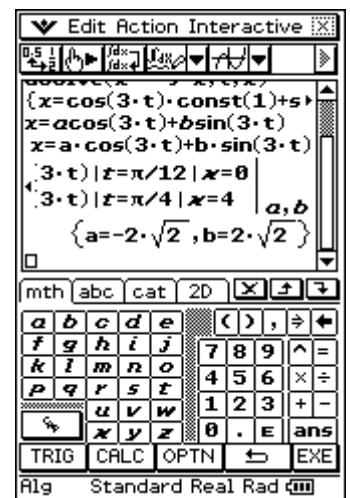 Edit Action Interactive
{x=cos(3·t)·const(1)+s
x=acos(3·t)+bsin(3·t)
x=a·cos(3·t)+b·sin(3·t)
3·t)|t=π/12|x=0
3·t)|t=π/4|x=4
a,b
{a=-2·√2,b=2·√2}
mth abc cat 2D
a b c d e ( ) , ⇒ ←
f g h i j 7 8 9 ^ =
k l m n o 4 5 6 × ÷
p q r s t 1 2 3 + −
u v w 0 . E ans
x y z
TRIG CALC OPTN EXE
Alg Standard Real Rad